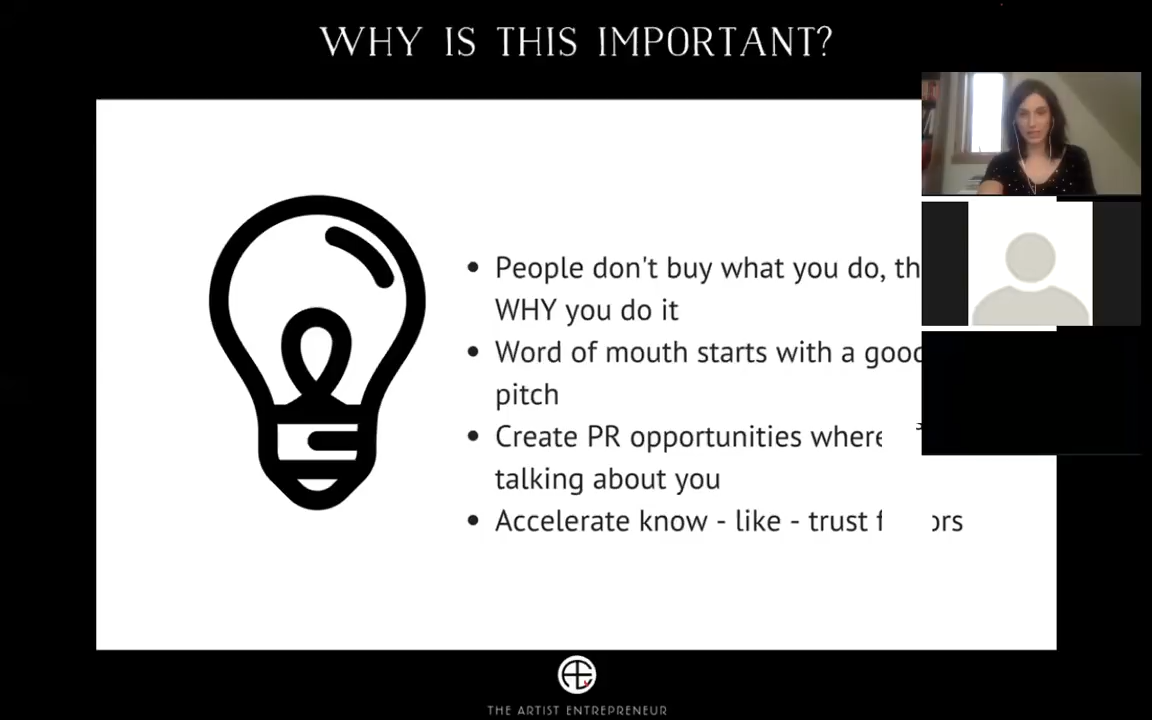 WHY IS THIS IMPORTANT?
• People don't buy what you do,
WHY you do it
• Word of mouth starts with a good
pitch
• Create PR opportunities where
talking about you
• Accelerate know - like - trust
THE ARTIST ENTREPRENEUR